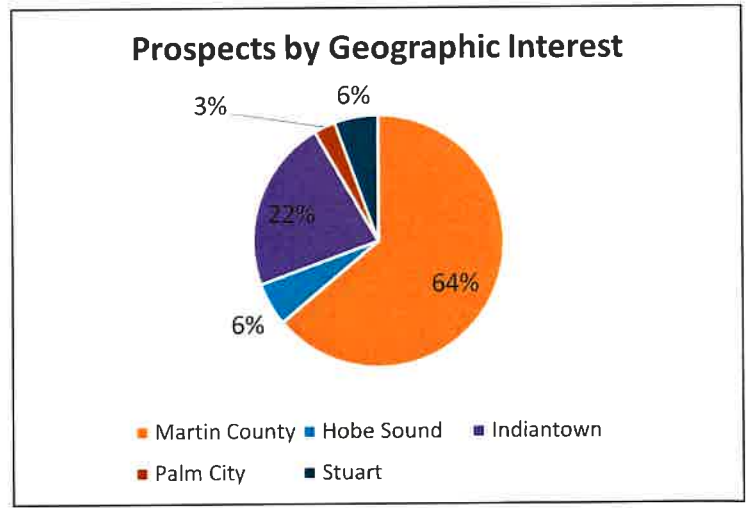 Prospects by Geographic Interest
3%
6%
22%
64%
6%
Martin County Hobe Sound Indiantown
Palm City Stuart